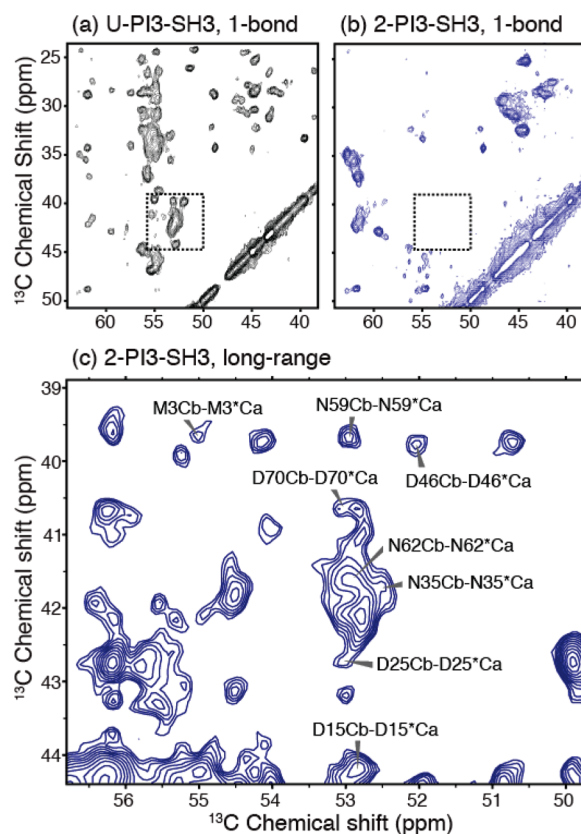 (a) U-PI3-SH3, 1-bond
(b) 2-PI3-SH3, 1-bond
¹³C Chemical Shift (ppm)
25
30
35
40
45
50
60 55 50 45 40
60 55 50 45 40
(c) 2-PI3-SH3, long-range
¹³C Chemical shift (ppm)
39
40
41
42
43
44
M3Cb-M3*Ca
N59Cb-N59*Ca
D46Cb-D46*Ca
D70Cb-D70*Ca
N62Cb-N62*Ca
N35Cb-N35*Ca
D25Cb-D25*Ca
D15Cb-D15*Ca
56 55 54 53 52 51 50
¹³C Chemical shift (ppm)